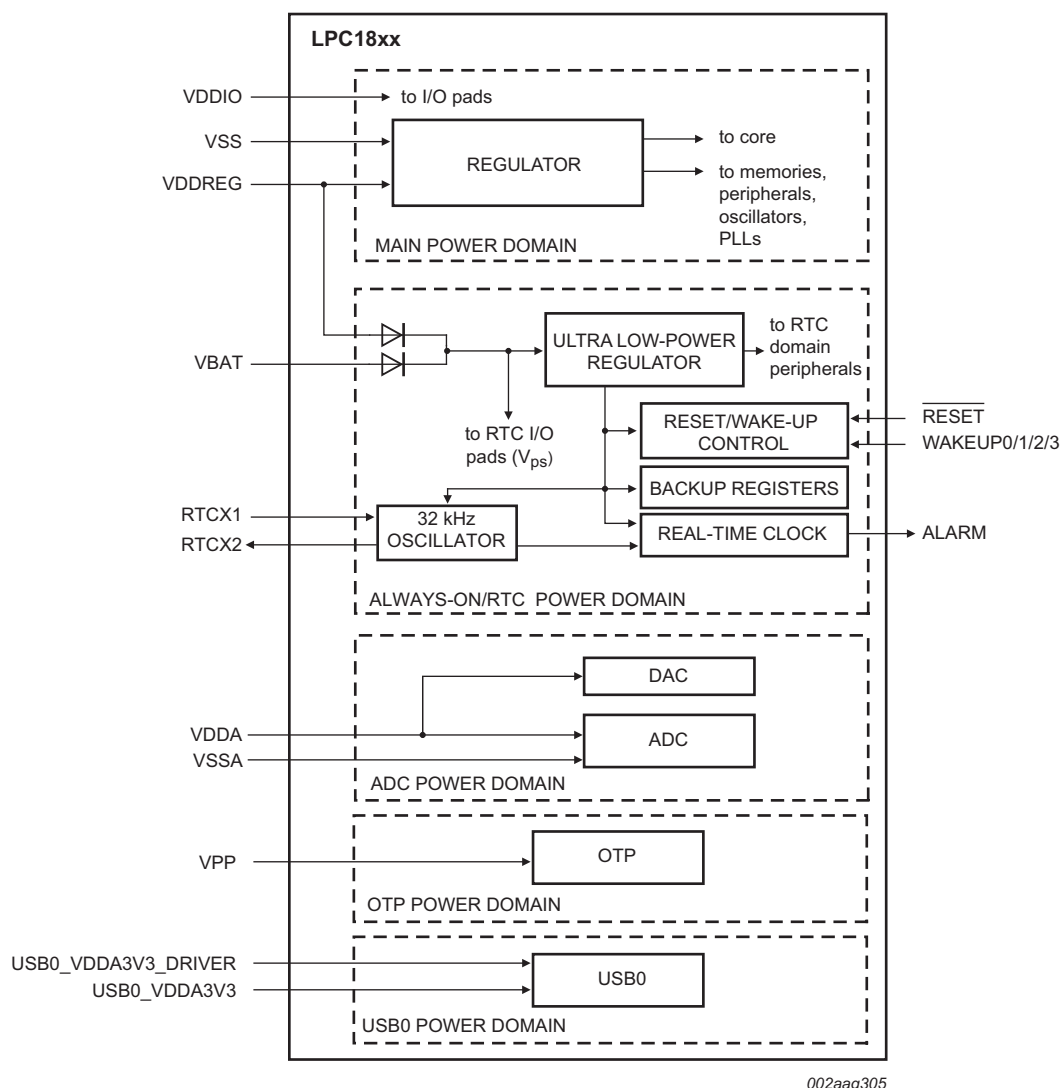 LPC18xx
VDDIO
to I/O pads
VSS
REGULATOR
to core
VDDREG
to memories,
peripherals,
oscillators,
PLLs
MAIN POWER DOMAIN
VBAT
ULTRA LOW-POWER
REGULATOR
to RTC
domain
peripherals
to RTC I/O
pads (Vps)
RESET/WAKE-UP
CONTROL
RESET
WAKEUP0/1/2/3
BACKUP REGISTERS
RTCX1
RTCX2
32 kHz
OSCILLATOR
REAL-TIME CLOCK
ALARM
ALWAYS-ON/RTC POWER DOMAIN
DAC
VDDA
VSSA
ADC
ADC POWER DOMAIN
VPP
OTP
OTP POWER DOMAIN
USB0_VDDA3V3_DRIVER
USB0_VDDA3V3
USB0
USB0 POWER DOMAIN
002aag305